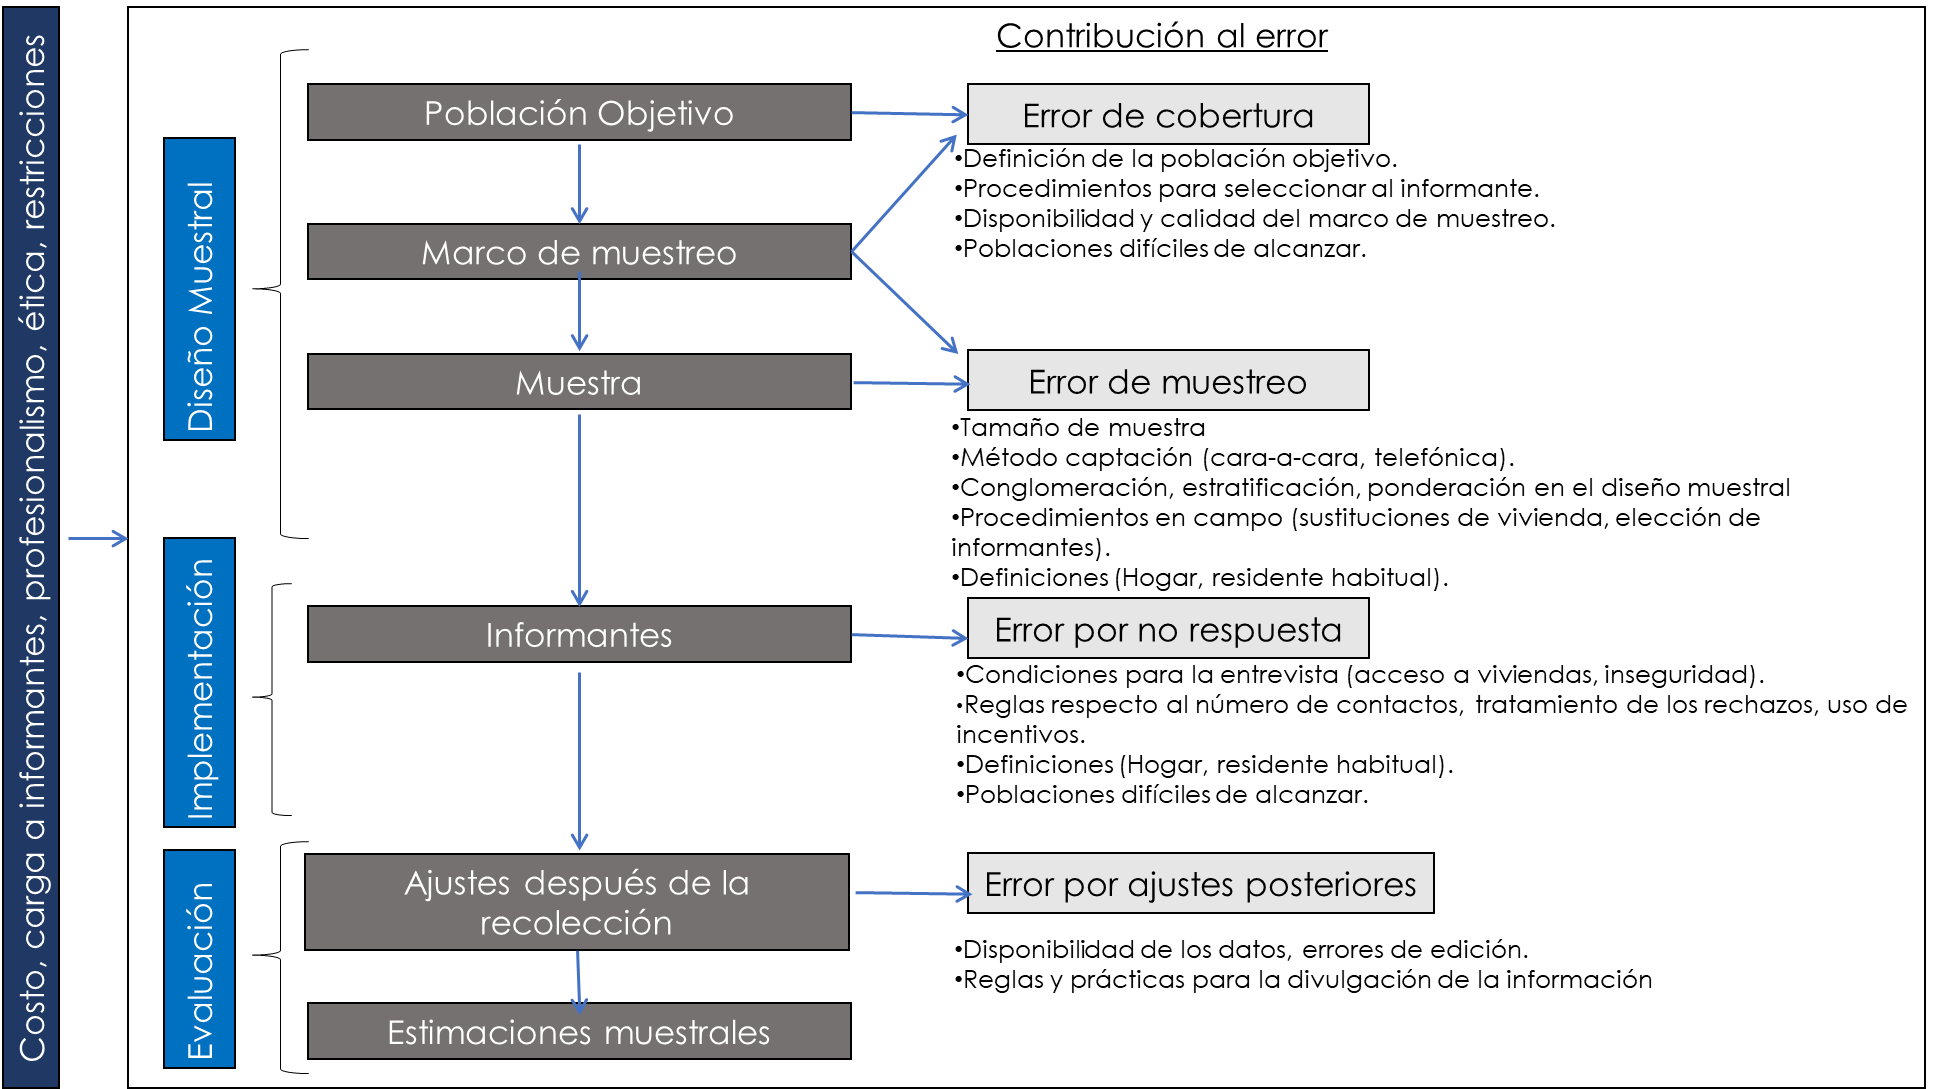 Costo, carga a informantes, profesionalismo, ética, restricciones
Contribución al error
Diseño Muestral
Población Objetivo
Error de cobertura
•Definición de la población objetivo.
•Procedimientos para seleccionar al informante.
•Disponibilidad y calidad del marco de muestreo.
•Poblaciones difíciles de alcanzar.
Marco de muestreo
Muestra
Error de muestreo
•Tamaño de muestra
•Método captación (cara-a-cara, telefónica).
•Conglomeración, estratificación, ponderación en el diseño muestral
•Procedimientos en campo (sustituciones de vivienda, elección de
informantes).
•Definiciones (Hogar, residente habitual).
Implementación
Informantes
Error por no respuesta
•Condiciones para la entrevista (acceso a viviendas, inseguridad).
•Reglas respecto al número de contactos, tratamiento de los rechazos, uso de
incentivos.
•Definiciones (Hogar, residente habitual).
•Poblaciones difíciles de alcanzar.
Evaluación
Ajustes después de la
recolección
Error por ajustes posteriores
•Disponibilidad de los datos, errores de edición.
•Reglas y prácticas para la divulgación de la información
Estimaciones muestrales